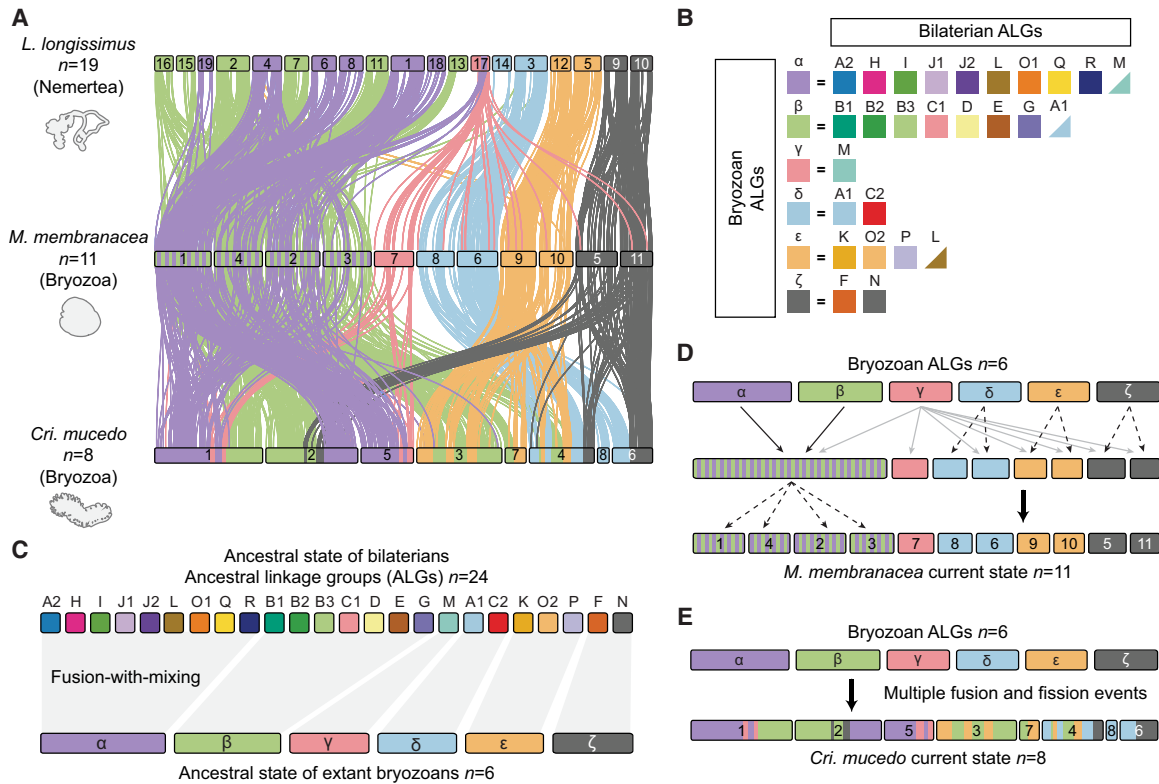 A
L. longissimus
n=19
(Nemertea)
16 15 19 2 4 7 6 8 11 1 18 13 17 14 3 12 5 9 10
M. membranacea
n=11
(Bryozoa)
1 4 2 3 7 8 6 9 10 5 11
Cri. mucedo
n=8
(Bryozoa)
1 2 5 3 7 4 8 6
B
Bilaterian ALGs
Bryozoan
ALGs
A2 H I J1 J2 L O1 Q R M
α =
B1 B2 B3 C1 D E G A1
β =
M
γ =
A1 C2
δ =
K O2 P L
ε =
F N
ζ =
C
Ancestral state of bilaterians
Ancestral linkage groups (ALGs) n=24
A2 H I J1 J2 L O1 Q R B1 B2 B3 C1 D E G M A1 C2 K O2 P F N
Fusion-with-mixing
α β γ δ ε ζ
Ancestral state of extant bryozoans n=6
D
Bryozoan ALGs n=6
α β γ δ ε ζ
1 4 2 3 7 8 6 9 10 5 11
M. membranacea current state n=11
E
Bryozoan ALGs n=6
α β γ δ ε ζ
Multiple fusion and fission events
1 2 5 3 7 4 8 6
Cri. mucedo current state n=8